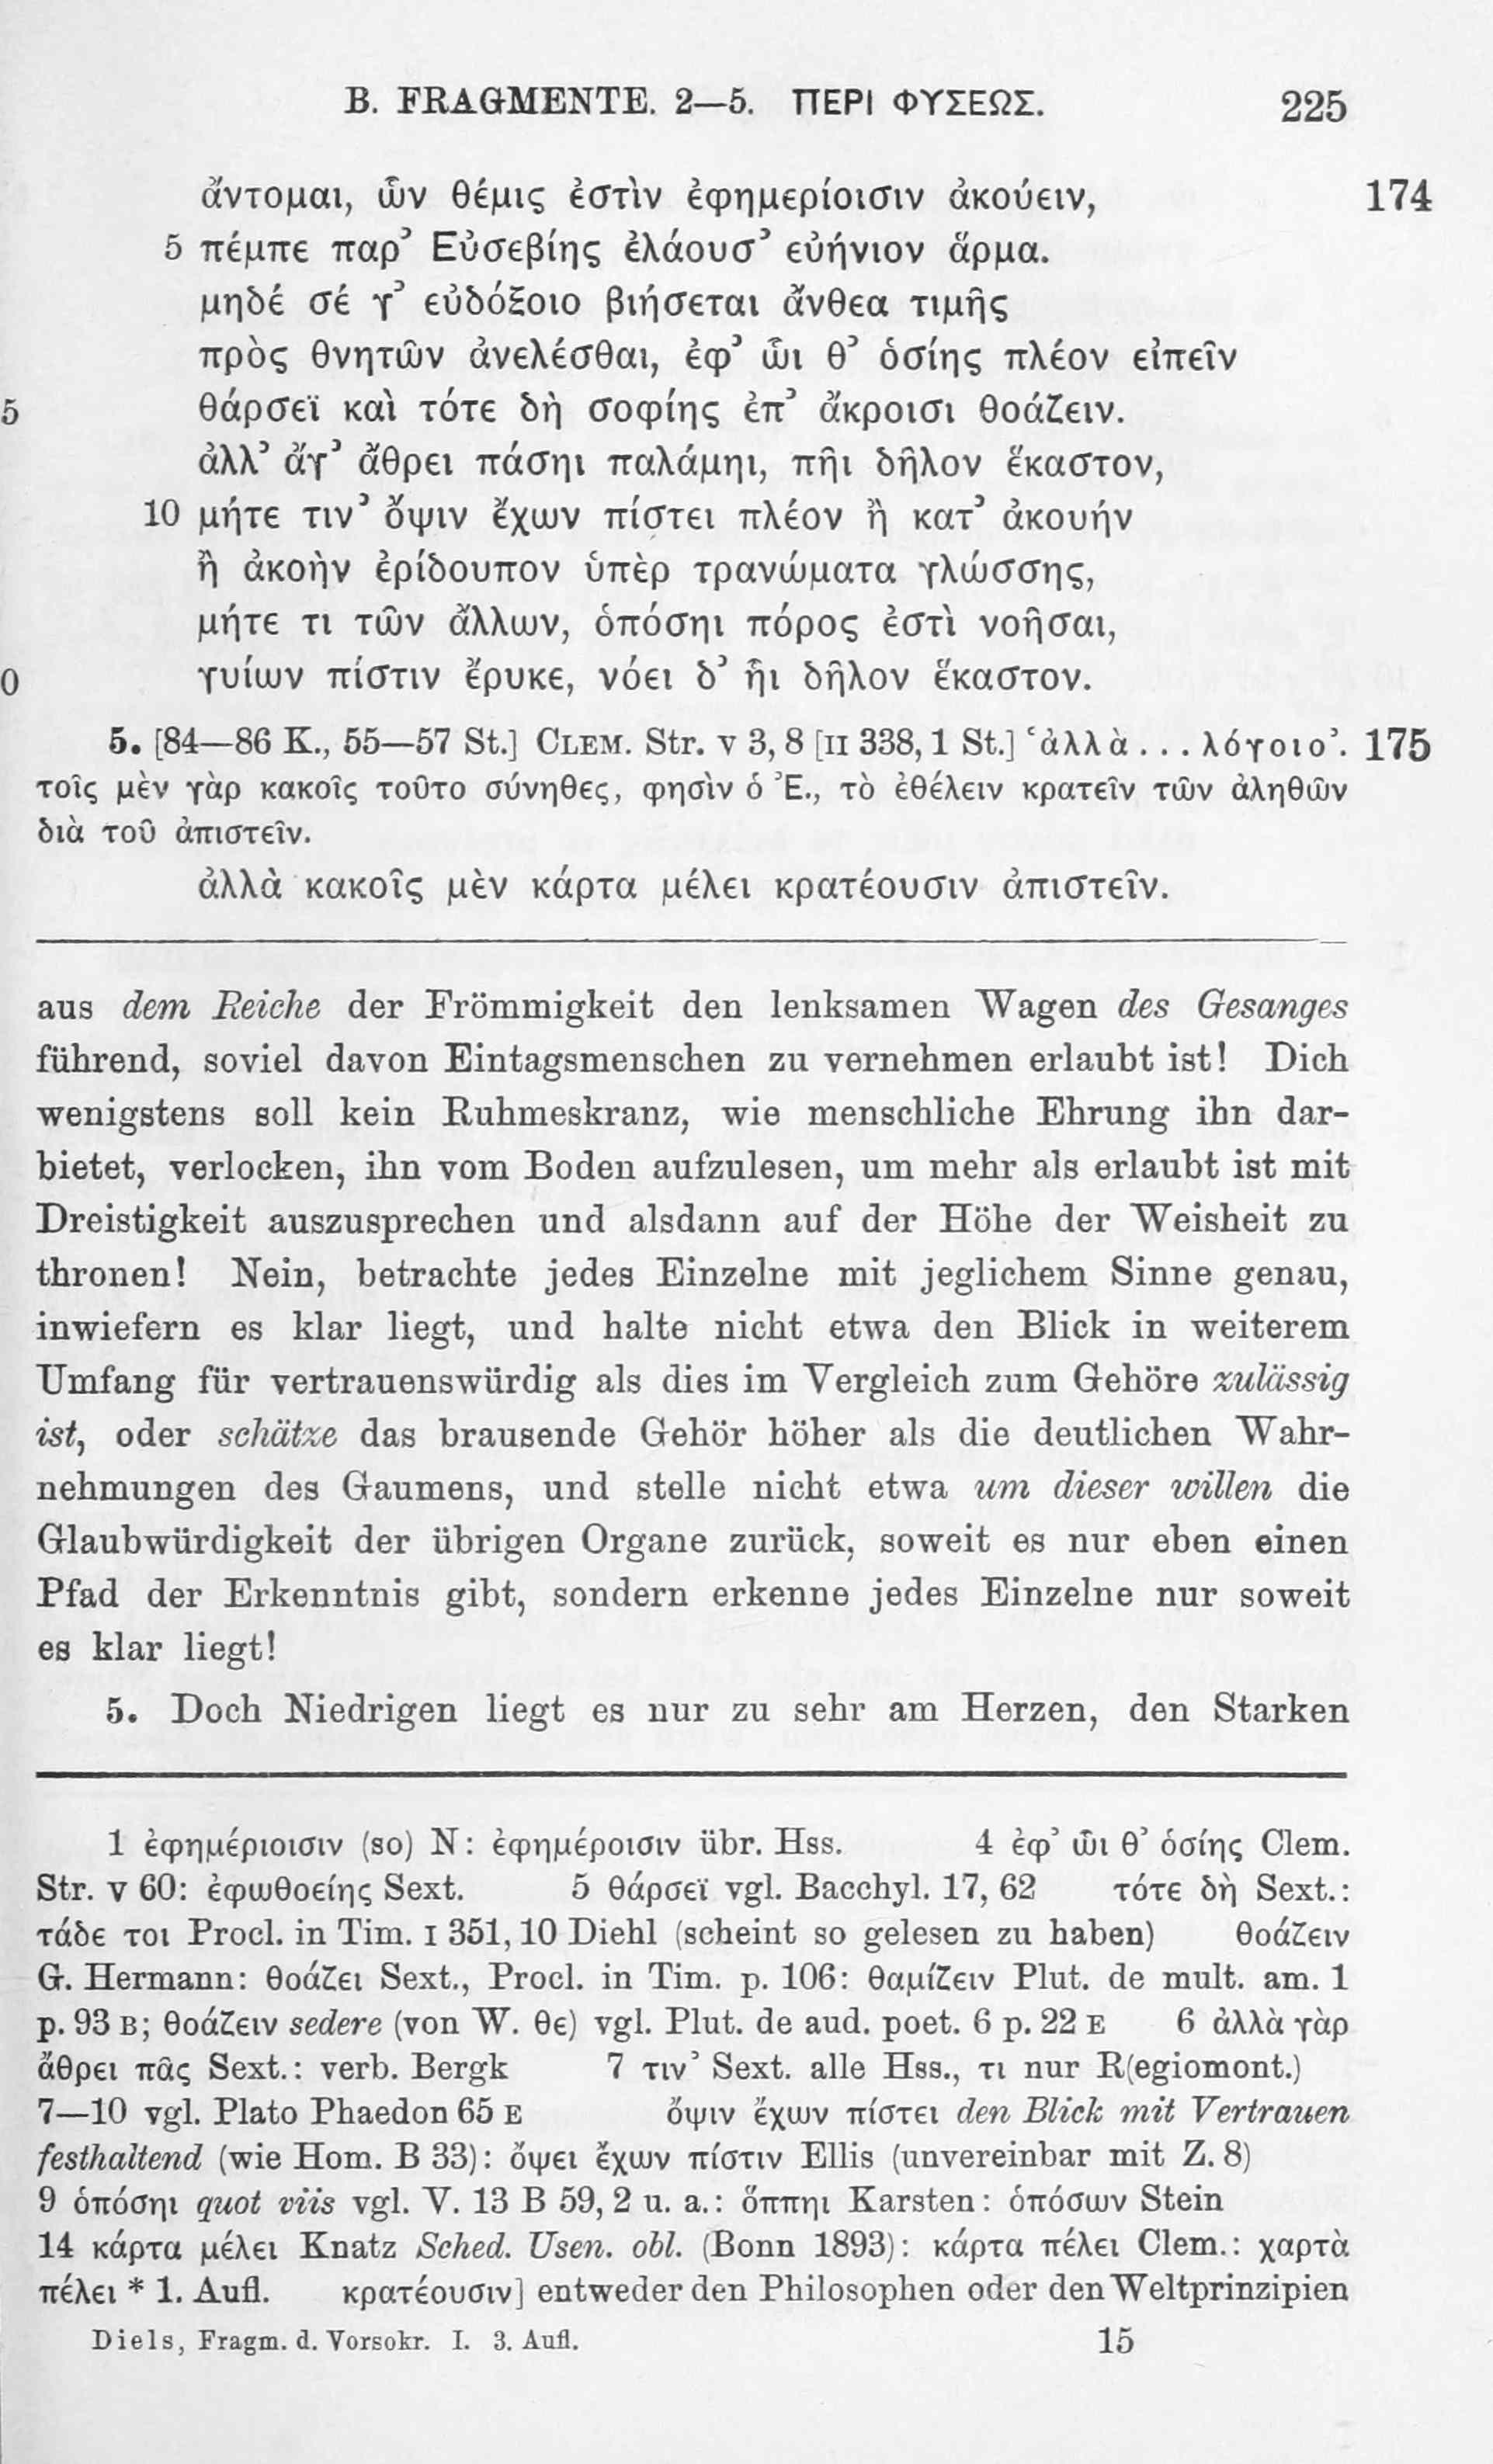 B. FRAGMENTE. 2—5. ΠΕΡΙ ΦΥΣΕΩΣ. 225
ἄντομαι, ὧν θέμις ἐστὶν ἐφημερίοισιν ἀκούειν, 174
5 πέμπε παρ' Εὐσεβίης ἐλάουσ' εὐήνιον ἅρμα.
μηδέ σέ γ' εὐδόξοιο βιήσεται ἄνθεα τιμῆς
πρὸς θνητῶν ἀνελέσθαι, ἐφ' ὧι θ' ὁσίης πλέον εἰπεῖν
5 θάρσεϊ καὶ τότε δὴ σοφίης ἐπ' ἄκροισι θοάζειν.
ἀλλ' ἄγ' ἄθρει πάσηι παλάμηι, πῆι δῆλον ἕκαστον,
10 μήτε τιν' ὄψιν ἔχων πίστει πλέον ἢ κατ' ἀκουήν
ἢ ἀκοὴν ἐρίδουπον ὑπὲρ τρανώματα γλώσσης,
μήτε τι τῶν ἄλλων, ὁπόσηι πόρος ἐστὶ νοῆσαι,
0 γυίων πίστιν ἔρυκε, νόει δ' ἧι δῆλον ἕκαστον.
5. [84—86 K., 55—57 St.] CLEM. Str. V 3, 8 [II 338, 1 St.] ‘ἀλλὰ... λόγοιο’. 175
τοῖς μὲν γὰρ κακοῖς τοῦτο σύνηθες, φησὶν ὁ Ἐ., τὸ ἐθέλειν κρατεῖν τῶν ἀληθῶν
διὰ τοῦ ἀπιστεῖν.
ἀλλὰ κακοῖς μὲν κάρτα μέλει κρατέουσιν ἀπιστεῖν.
aus dem Reiche der Frömmigkeit den lenksamen Wagen des Gesanges
führend, soviel davon Eintagsmenschen zu vernehmen erlaubt ist! Dich
wenigstens soll kein Ruhmeskranz, wie menschliche Ehrung ihn dar-
bietet, verlocken, ihn vom Boden aufzulesen, um mehr als erlaubt ist mit
Dreistigkeit auszusprechen und alsdann auf der Höhe der Weisheit zu
thronen! Nein, betrachte jedes Einzelne mit jeglichem Sinne genau,
inwiefern es klar liegt, und halte nicht etwa den Blick in weiterem
Umfang für vertrauenswürdig als dies im Vergleich zum Gehöre zulässig
ist, oder schätze das brausende Gehör höher als die deutlichen Wahr-
nehmungen des Gaumens, und stelle nicht etwa um dieser willen die
Glaubwürdigkeit der übrigen Organe zurück, soweit es nur eben einen
Pfad der Erkenntnis gibt, sondern erkenne jedes Einzelne nur soweit
es klar liegt!
5. Doch Niedrigen liegt es nur zu sehr am Herzen, den Starken
1 ἐφημέριοισιν (so) N: ἐφημέροισιν übr. Hss. 4 ἐφ' ὧι θ' ὁσίης Clem.
Str. V 60: ἐφωθοείης Sext. 5 θάρσεϊ vgl. Bacchyl. 17, 62 τότε δὴ Sext.:
τάδε τοι Procl. in Tim. I 351, 10 Diehl (scheint so gelesen zu haben) θοάζειν
G. Hermann: θοάζει Sext., Procl. in Tim. p. 106: θαμίζειν Plut. de mult. am. 1
p. 93 B; θοάζειν sedere (von W. θε) vgl. Plut. de aud. poet. 6 p. 22 E 6 ἀλλὰ γὰρ
ἄθρει πᾶς Sext.: verb. Bergk 7 τιν' Sext. alle Hss., τι nur R(egiomont.)
7—10 vgl. Plato Phaedon 65 E ὄψιν ἔχων πίστει den Blick mit Vertrauen
festhaltend (wie Hom. B 33): ὄψει ἔχων πίστιν Ellis (unvereinbar mit Z. 8)
9 ὁπόσηι quot viis vgl. V. 13 B 59, 2 u. a.: ὅππηι Karsten: ὁπόσων Stein
14 κάρτα μέλει Knatz Sched. Usen. obl. (Bonn 1893): κάρτα πέλει Clem.: χαρτὰ
πέλει * 1. Aufl. κρατέουσιν] entweder den Philosophen oder den Weltprinzipien
Diels, Fragm. d. Vorsokr. I. 3. Aufl. 15